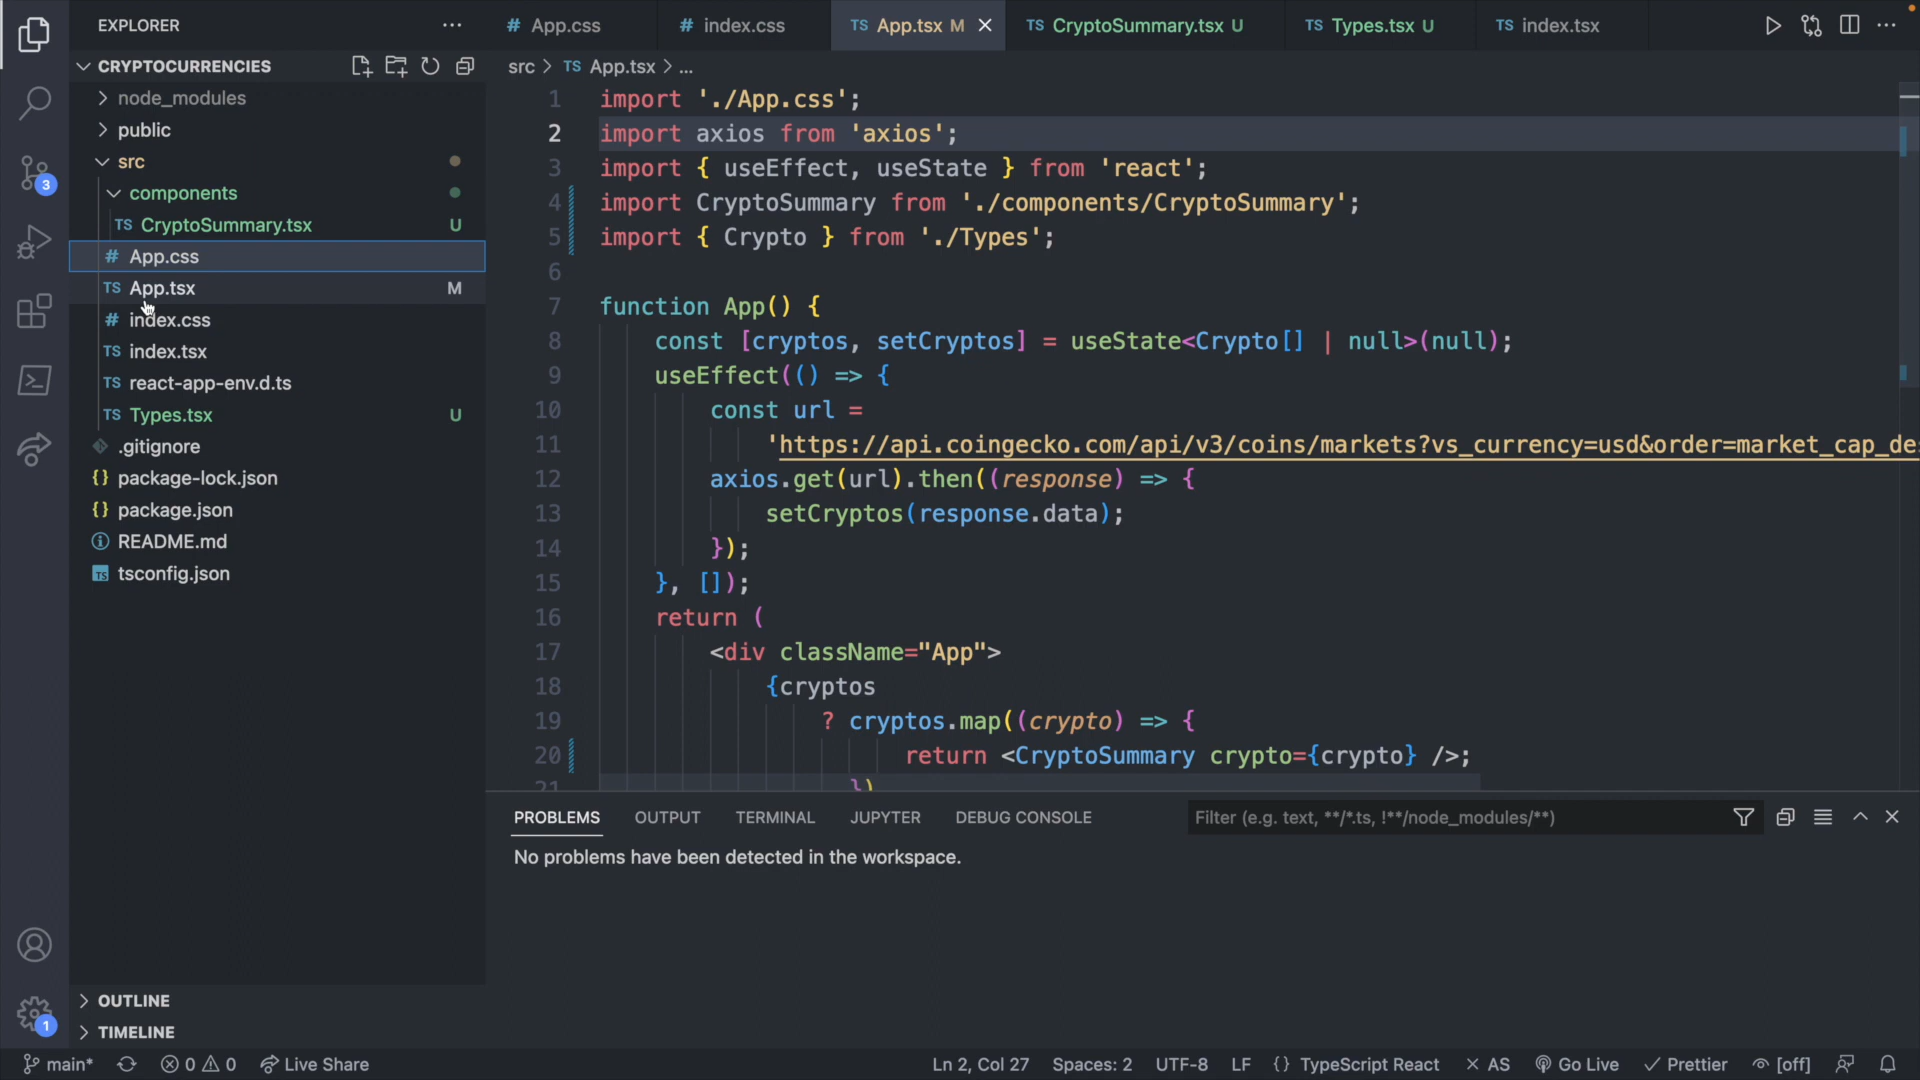 EXPLORER
CRYPTOCURRENCIES
node_modules
public
src
components
TS CryptoSummary.tsx U
# App.css
TS App.tsx M
# index.css
TS index.tsx
TS react-app-env.d.ts
TS Types.tsx U
.gitignore
{} package-lock.json
{} package.json
README.md
TS tsconfig.json
OUTLINE
TIMELINE
3
1
# App.css # index.css TS App.tsx M TS CryptoSummary.tsx U TS Types.tsx U TS index.tsx
src > TS App.tsx > ...
1 import './App.css';
2 import axios from 'axios';
3 import { useEffect, useState } from 'react';
4 import CryptoSummary from './components/CryptoSummary';
5 import { Crypto } from './Types';
6
7 function App() {
8 const [cryptos, setCryptos] = useState<Crypto[] | null>(null);
9 useEffect(() => {
10 const url =
11 'https://api.coingecko.com/api/v3/coins/markets?vs_currency=usd&order=market_cap_des
12 axios.get(url).then((response) => {
13 setCryptos(response.data);
14 });
15 }, []);
16 return (
17 <div className="App">
18 {cryptos
19 ? cryptos.map((crypto) => {
20 return <CryptoSummary crypto={crypto} />;
21 })
PROBLEMS OUTPUT TERMINAL JUPYTER DEBUG CONSOLE Filter (e.g. text, **/*.ts, !**/node_modules/**)
No problems have been detected in the workspace.
main* 0 0 Live Share Ln 2, Col 27 Spaces: 2 UTF-8 LF {} TypeScript React AS Go Live Prettier [off]